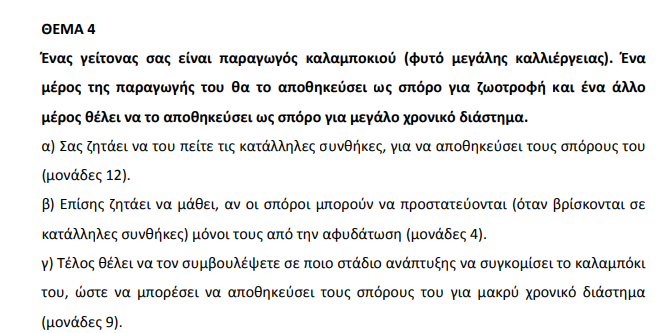 ΘΕΜΑ 4
Ένας γείτονας σας είναι παραγωγός καλαμποκιού (φυτό μεγάλης καλλιέργειας). Ένα
μέρος της παραγωγής του θα το αποθηκεύσει ως σπόρο για ζωοτροφή και ένα άλλο
μέρος θέλει να το αποθηκεύσει ως σπόρο για μεγάλο χρονικό διάστημα.
α) Σας ζητάει να του πείτε τις κατάλληλες συνθήκες, για να αποθηκεύσει τους σπόρους του
(μονάδες 12).
β) Επίσης ζητάει να μάθει, αν οι σπόροι μπορούν να προστατεύονται (όταν βρίσκονται σε
κατάλληλες συνθήκες) μόνοι τους από την αφυδάτωση (μονάδες 4).
γ) Τέλος θέλει να τον συμβουλέψετε σε ποιο στάδιο ανάπτυξης να συγκομίσει το καλαμπόκι
του, ώστε να μπορέσει να αποθηκεύσει τους σπόρους του για μακρύ χρονικό διάστημα
(μονάδες 9).